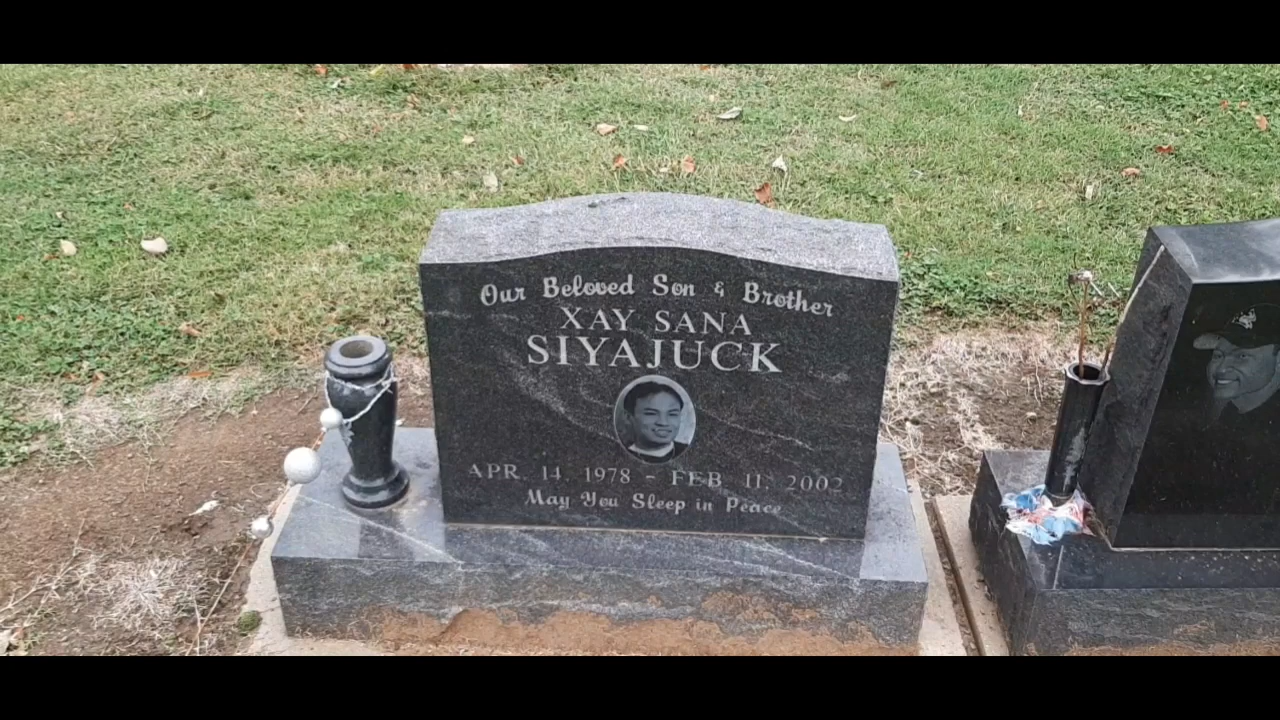 Our Beloved Son & Brother
XAY SANA
SIYAJUCK
APR. 14, 1978 - FEB. 11, 2002
May You Sleep in Peace